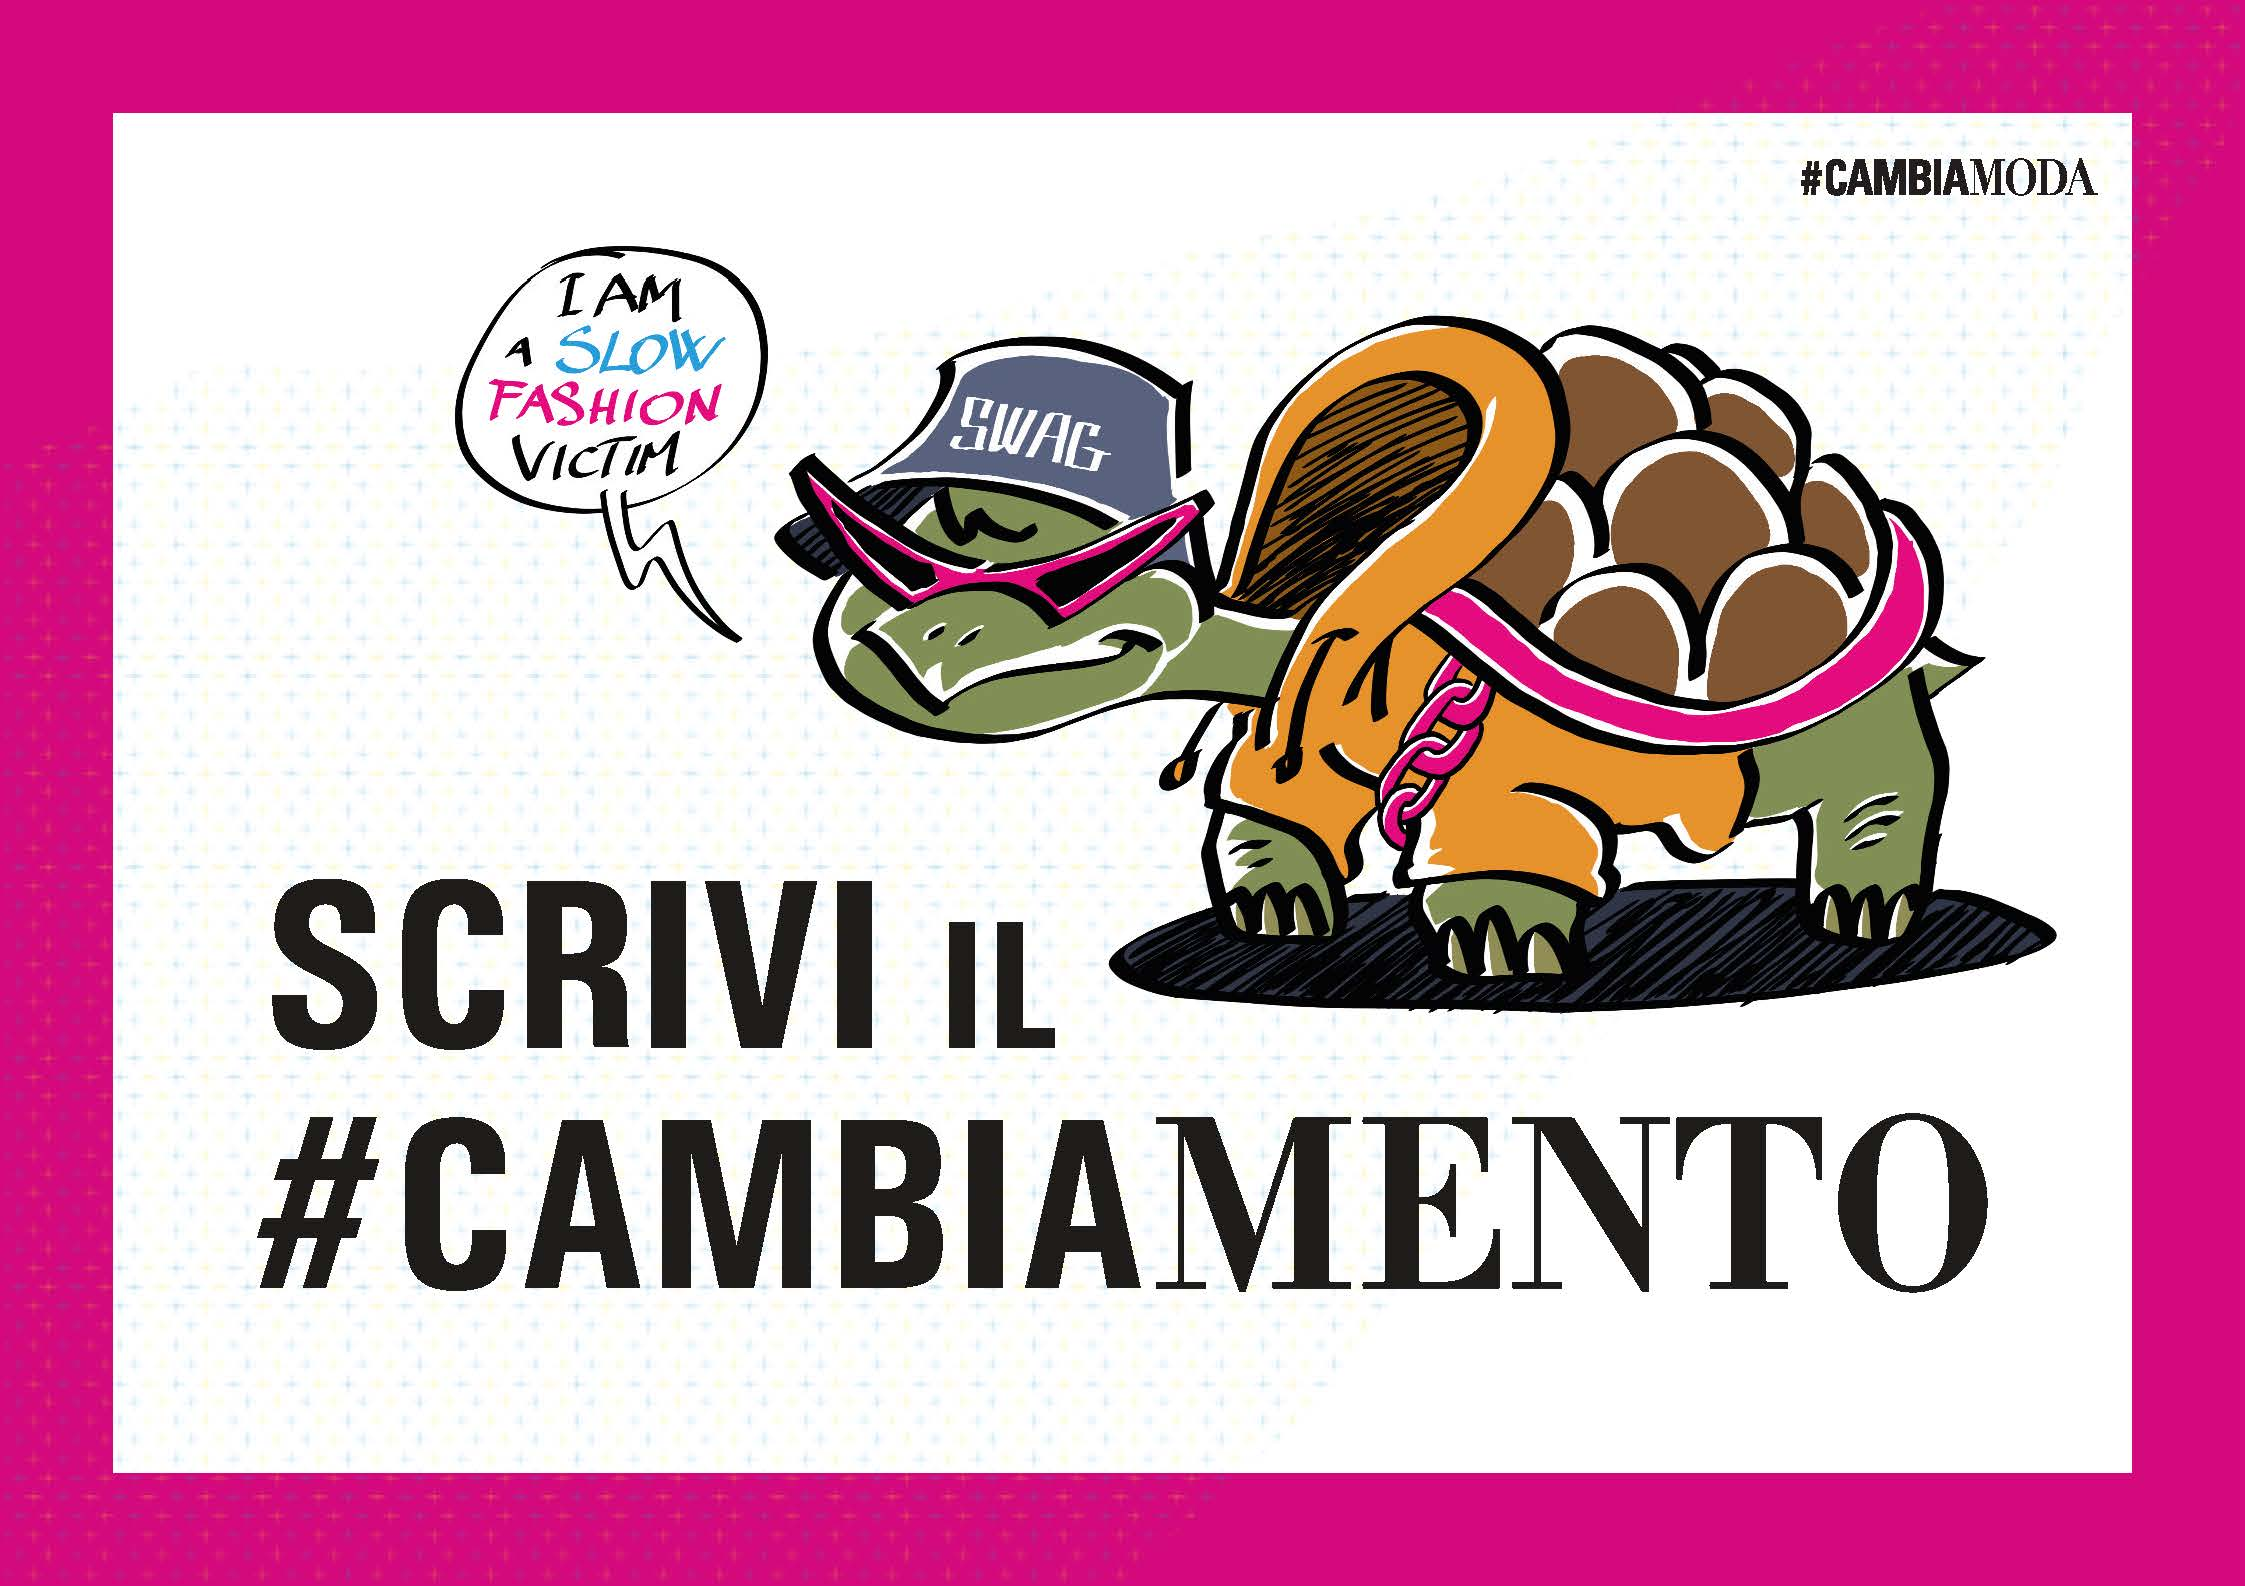 #CAMBIAMODA
I AM
A SLOW
FASHION
VICTIM
SWAG
SCRIVI IL
#CAMBIAMENTO